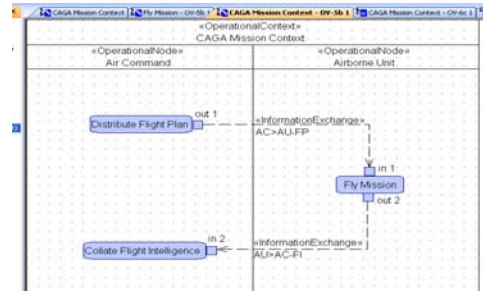 CAGA Mission Context
Fly Mission - OV-5b 1
CAGA Mission Context - OV-5b 1
CAGA Mission Context - OV-6c 1
«OperationalContext»
CAGA Mission Context
«OperationalNode»
Air Command
«OperationalNode»
Airborne Unit
out 1
Distribute Flight Plan
«InformationExchange»
AC>AU-FP
in 1
Fly Mission
out 2
in 2
Collate Flight Intelligence
«InformationExchange»
AU>AC-FI